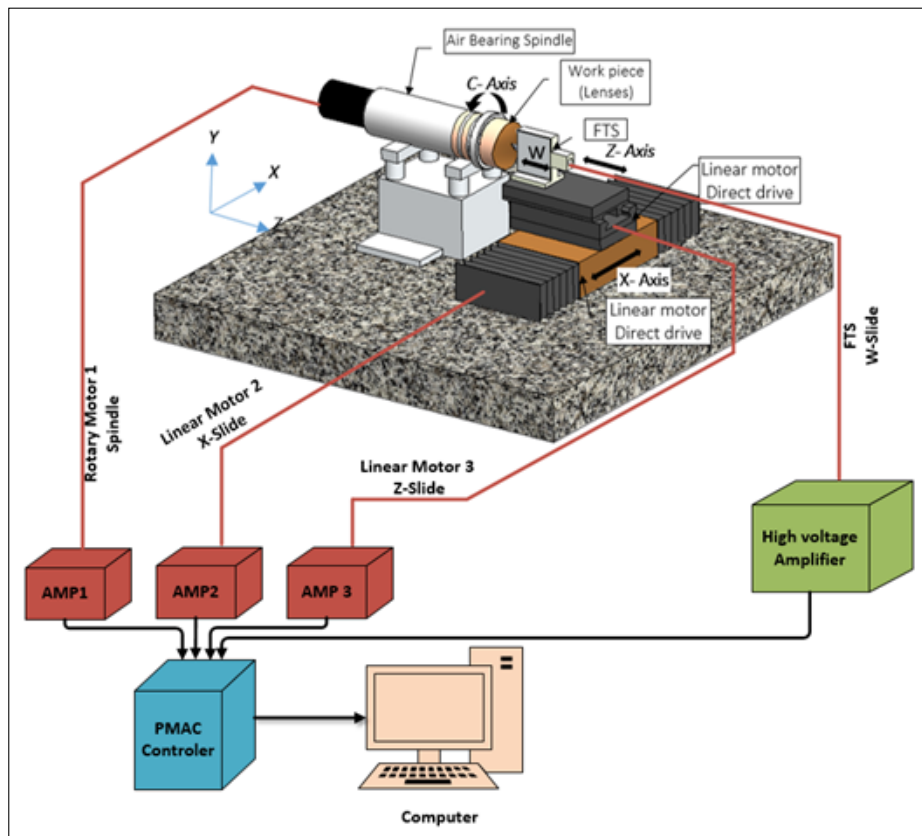 Air Bearing Spindle
C- Axis
Work piece
(Lenses)
FTS
W
Z- Axis
Linear motor
Direct drive
Y
X
Z
X- Axis
Linear motor
Direct drive
Rotary Motor 1
Spindle
Linear Motor 2
X-Slide
Linear Motor 3
Z-Slide
FTS
W-Slide
High voltage
Amplifier
AMP1
AMP2
AMP 3
PMAC
Controler
Computer